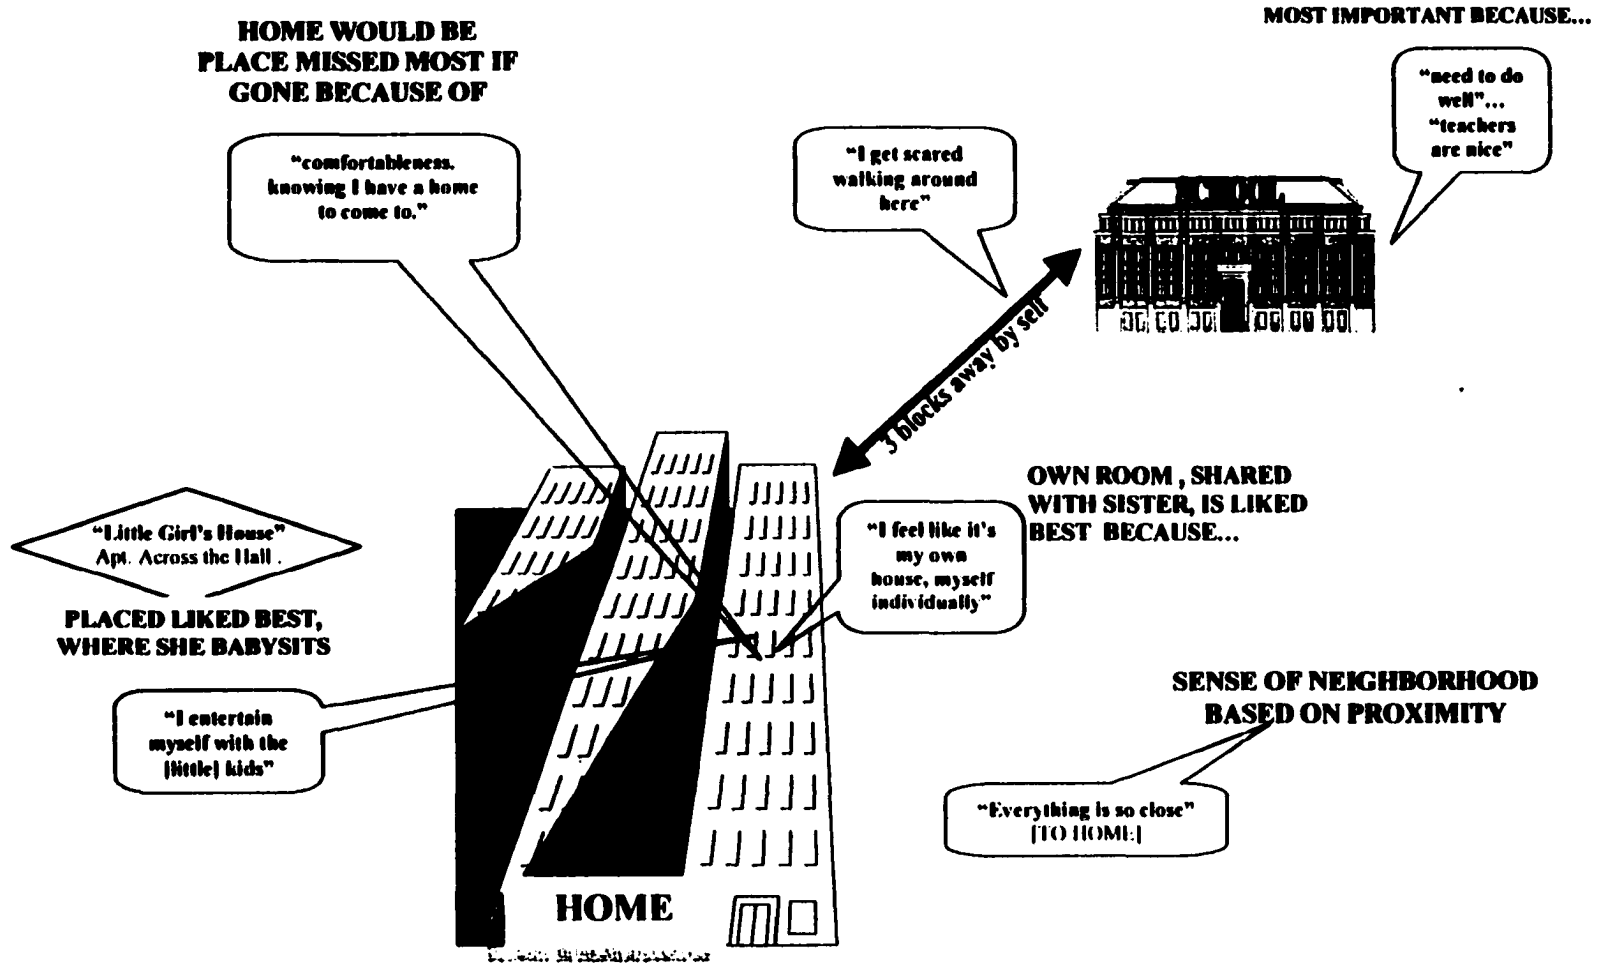 MOST IMPORTANT BECAUSE...
"need to do
well"...
"teachers
are nice"
HOME WOULD BE
PLACE MISSED MOST IF
GONE BECAUSE OF
"comfortableness.
knowing I have a home
to come to."
"I get scared
walking around
here"
3 blocks away by self
OWN ROOM , SHARED
WITH SISTER, IS LIKED
BEST BECAUSE...
"I feel like it's
my own
house, myself
individually"
"Little Girl's House"
Apt. Across the Hall .
PLACED LIKED BEST,
WHERE SHE BABYSITS
"I entertain
myself with the
[little] kids"
SENSE OF NEIGHBORHOOD
BASED ON PROXIMITY
"Everything is so close"
[TO HOME]
HOME